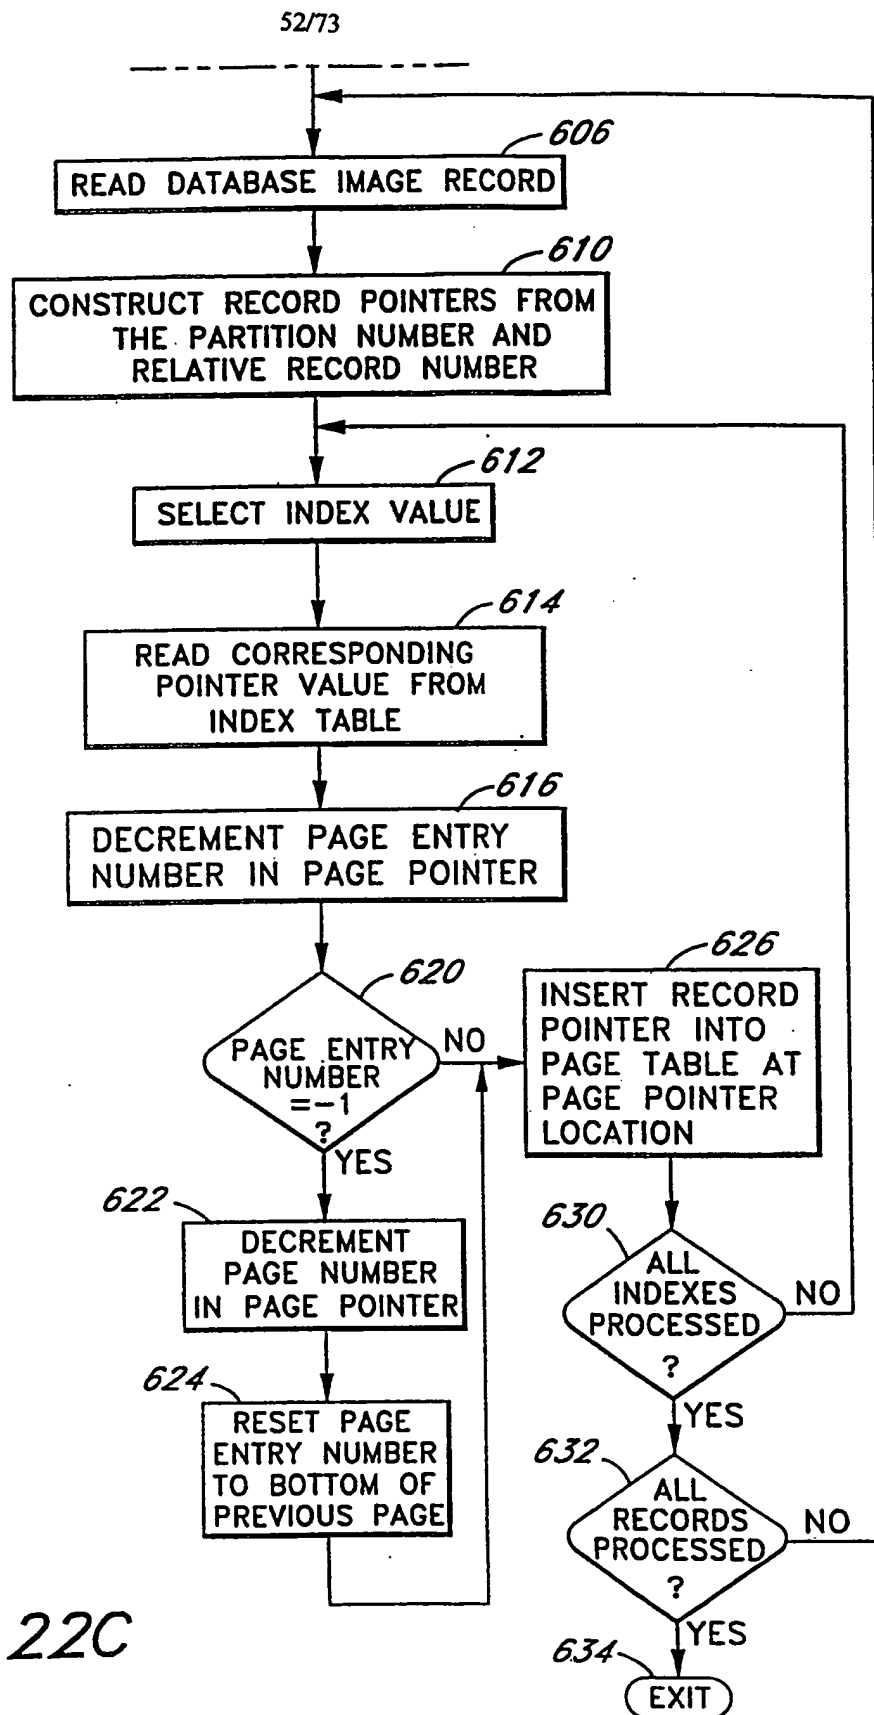 52/73
606
READ DATABASE IMAGE RECORD
610
CONSTRUCT RECORD POINTERS FROM
THE PARTITION NUMBER AND
RELATIVE RECORD NUMBER
612
SELECT INDEX VALUE
614
READ CORRESPONDING
POINTER VALUE FROM
INDEX TABLE
616
DECREMENT PAGE ENTRY
NUMBER IN PAGE POINTER
620
PAGE ENTRY
NUMBER
=-1
?
NO
YES
622
DECREMENT
PAGE NUMBER
IN PAGE POINTER
624
RESET PAGE
ENTRY NUMBER
TO BOTTOM OF
PREVIOUS PAGE
626
INSERT RECORD
POINTER INTO
PAGE TABLE AT
PAGE POINTER
LOCATION
630
ALL
INDEXES
PROCESSED
?
NO
YES
632
ALL
RECORDS
PROCESSED
?
NO
YES
634
EXIT
22C